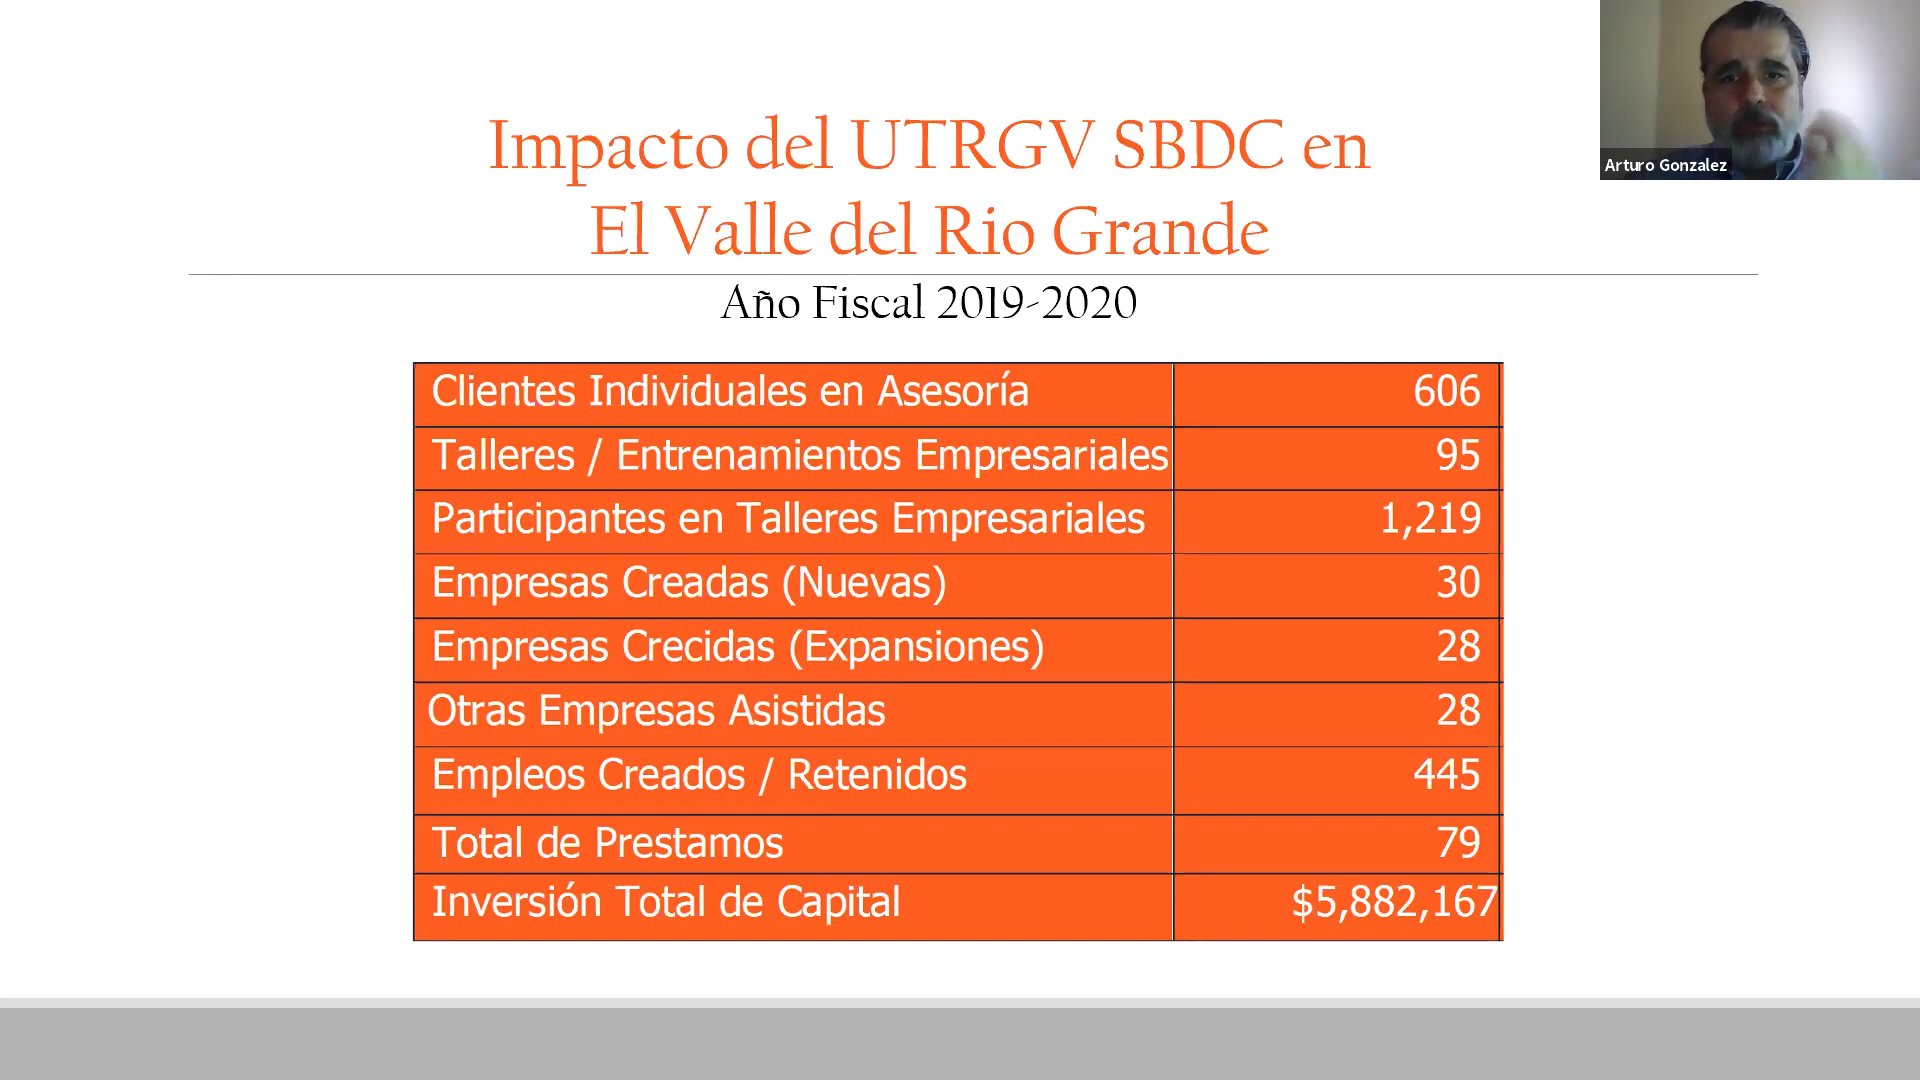 Impacto del UTRGV SBDC en
El Valle del Rio Grande
Año Fiscal 2019-2020
Clientes Individuales en Asesoría 606
Talleres / Entrenamientos Empresariales 95
Participantes en Talleres Empresariales 1,219
Empresas Creadas (Nuevas) 30
Empresas Crecidas (Expansiones) 28
Otras Empresas Asistidas 28
Empleos Creados / Retenidos 445
Total de Prestamos 79
Inversión Total de Capital $5,882,167
Arturo Gonzalez